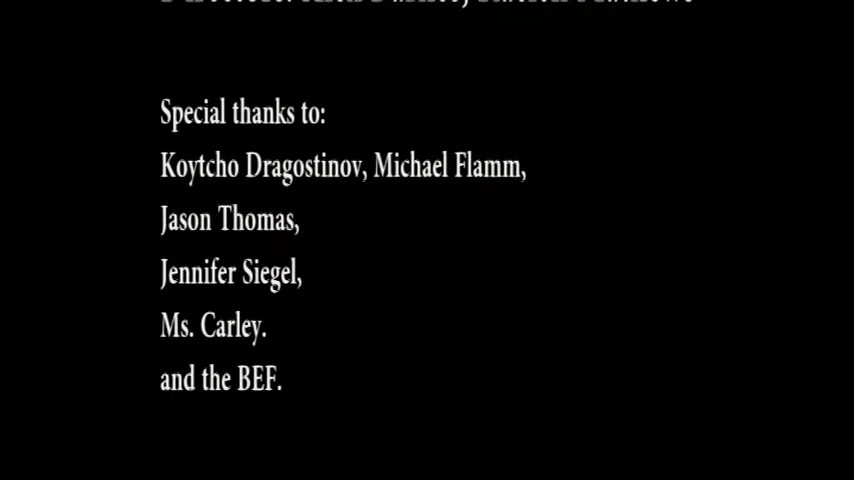 Special thanks to:
Koytcho Dragostinov, Michael Flamm,
Jason Thomas,
Jennifer Siegel,
Ms. Carley.
and the BEF.